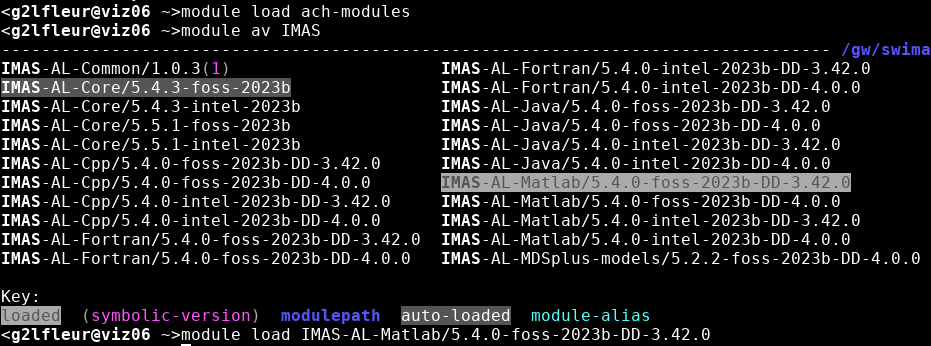 <g2lfleur@viz06 ~>module load ach-modules
<g2lfleur@viz06 ~>module av IMAS
----------------------------------------------------------------------------------- /gw/swima
IMAS-AL-Common/1.0.3(1)                     IMAS-AL-Fortran/5.4.0-intel-2023b-DD-3.42.0
IMAS-AL-Core/5.4.3-foss-2023b               IMAS-AL-Fortran/5.4.0-intel-2023b-DD-4.0.0
IMAS-AL-Core/5.4.3-intel-2023b              IMAS-AL-Java/5.4.0-foss-2023b-DD-3.42.0
IMAS-AL-Core/5.5.1-foss-2023b               IMAS-AL-Java/5.4.0-foss-2023b-DD-4.0.0
IMAS-AL-Core/5.5.1-intel-2023b              IMAS-AL-Java/5.4.0-intel-2023b-DD-3.42.0
IMAS-AL-Cpp/5.4.0-foss-2023b-DD-3.42.0      IMAS-AL-Java/5.4.0-intel-2023b-DD-4.0.0
IMAS-AL-Cpp/5.4.0-foss-2023b-DD-4.0.0       IMAS-AL-Matlab/5.4.0-foss-2023b-DD-3.42.0
IMAS-AL-Cpp/5.4.0-intel-2023b-DD-3.42.0     IMAS-AL-Matlab/5.4.0-foss-2023b-DD-4.0.0
IMAS-AL-Cpp/5.4.0-intel-2023b-DD-4.0.0      IMAS-AL-Matlab/5.4.0-intel-2023b-DD-3.42.0
IMAS-AL-Fortran/5.4.0-foss-2023b-DD-3.42.0  IMAS-AL-Matlab/5.4.0-intel-2023b-DD-4.0.0
IMAS-AL-Fortran/5.4.0-foss-2023b-DD-4.0.0   IMAS-AL-MDSplus-models/5.2.2-foss-2023b-DD-4.0.0
Key:
loaded  (symbolic-version)  modulepath  auto-loaded  module-alias
<g2lfleur@viz06 ~>module load IMAS-AL-Matlab/5.4.0-foss-2023b-DD-3.42.0